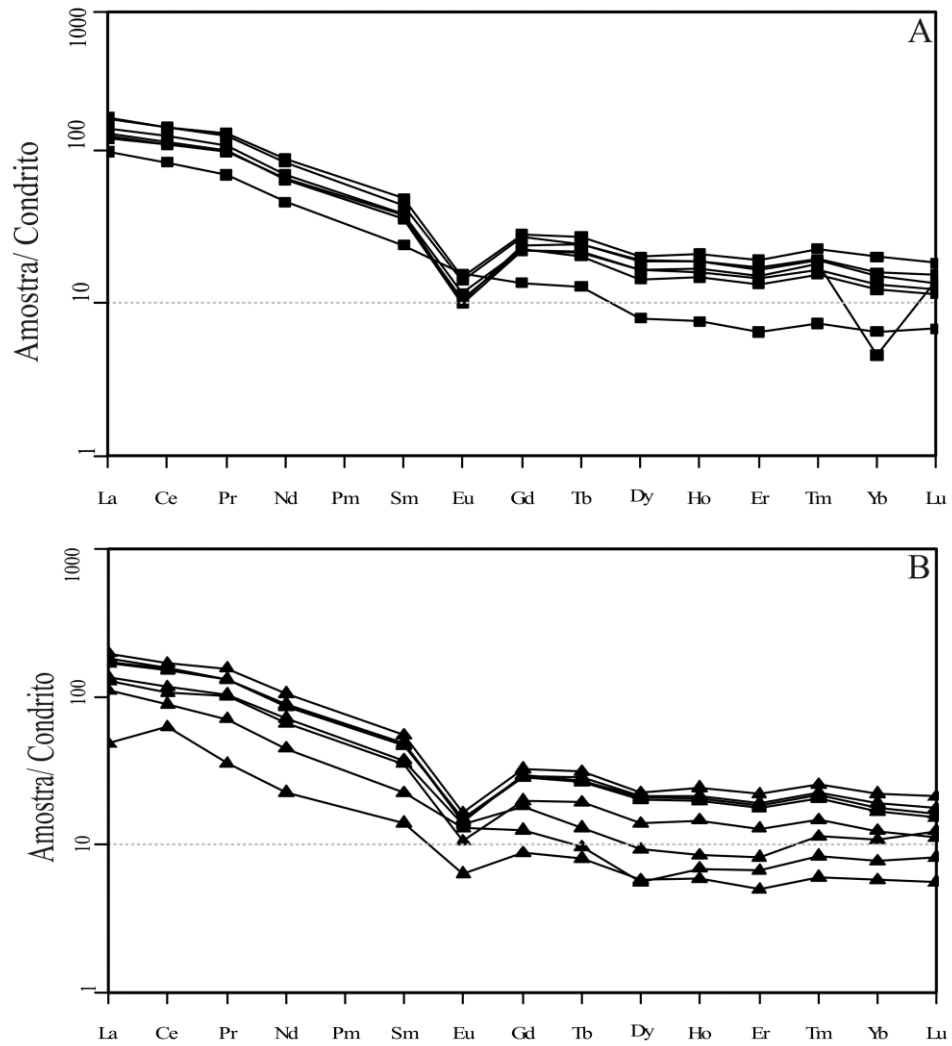 A
1000
100
10
1
Amostra/ Condrito
La Ce Pr Nd Pm Sm Eu Gd Tb Dy Ho Er Tm Yb Lu
B
1000
100
10
1
Amostra/ Condrito
La Ce Pr Nd Pm Sm Eu Gd Tb Dy Ho Er Tm Yb Lu